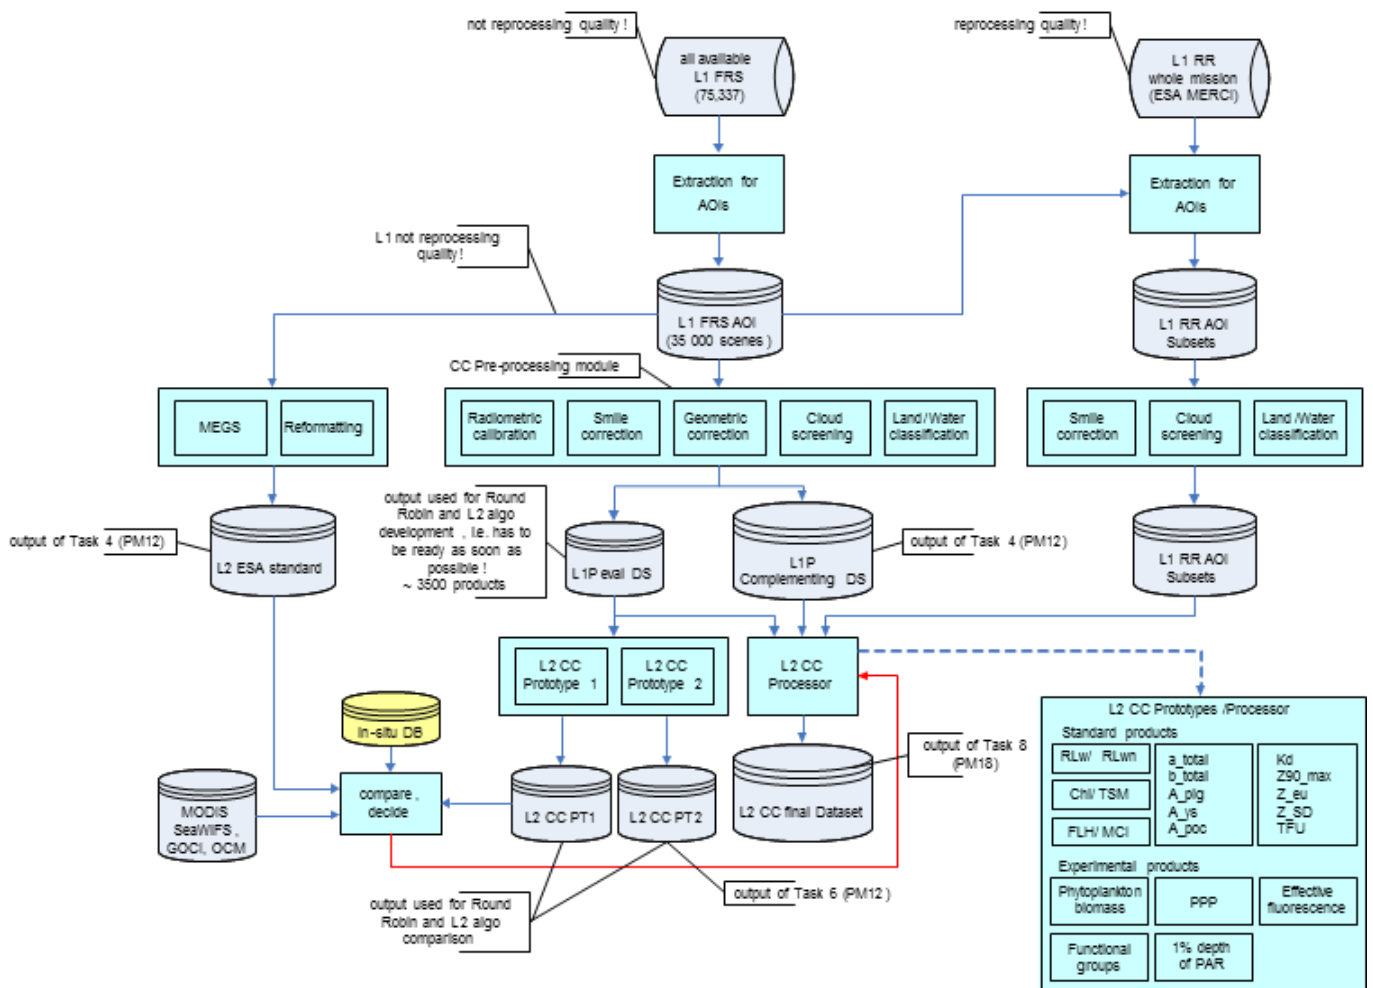 not reprocessing quality!
reprocessing quality!
all available
L1 FRS
(75,337)
L1 RR
whole mission
(ESA MERCI)
Extraction for
AOIs
Extraction for
AOIs
L1 not reprocessing
quality!
L1 FRS AOI
(35 000 scenes)
L1 RR AOI
Subsets
CC Pre-processing module
MEGS
Reformatting
Radiometric
calibration
Smile
correction
Geometric
correction
Cloud
screening
Land/Water
classification
Smile
correction
Cloud
screening
Land/Water
classification
output used for Round
Robin and L2 algo
development, i.e. has to
be ready as soon as
possible!
~ 3500 products
output of Task 4 (PM12)
L2 ESA standard
L1P eval DS
L1P
Complementing DS
output of Task 4 (PM12)
L1 RR AOI
Subsets
L2 CC
Prototype 1
L2 CC
Prototype 2
L2 CC
Processor
In-situ DB
MODIS
SeaWIFS,
GOCI, OCM
compare,
decide
L2 CC PT1
L2 CC PT2
L2 CC final Dataset
output of Task 8
(PM18)
output used for Round
Robin and L2 algo
comparison
output of Task 6 (PM12)
L2 CC Prototypes /Processor
Standard products
RLw/ RLwn
Chl/ TSM
FLH/ MCI
a_total
b_total
A_pig
A_ys
A_poc
Kd
Z90_max
Z_eu
Z_SD
TFU
Experimental products
Phytoplankton
biomass
PPP
Effective
fluorescence
Functional
groups
1% depth
of PAR